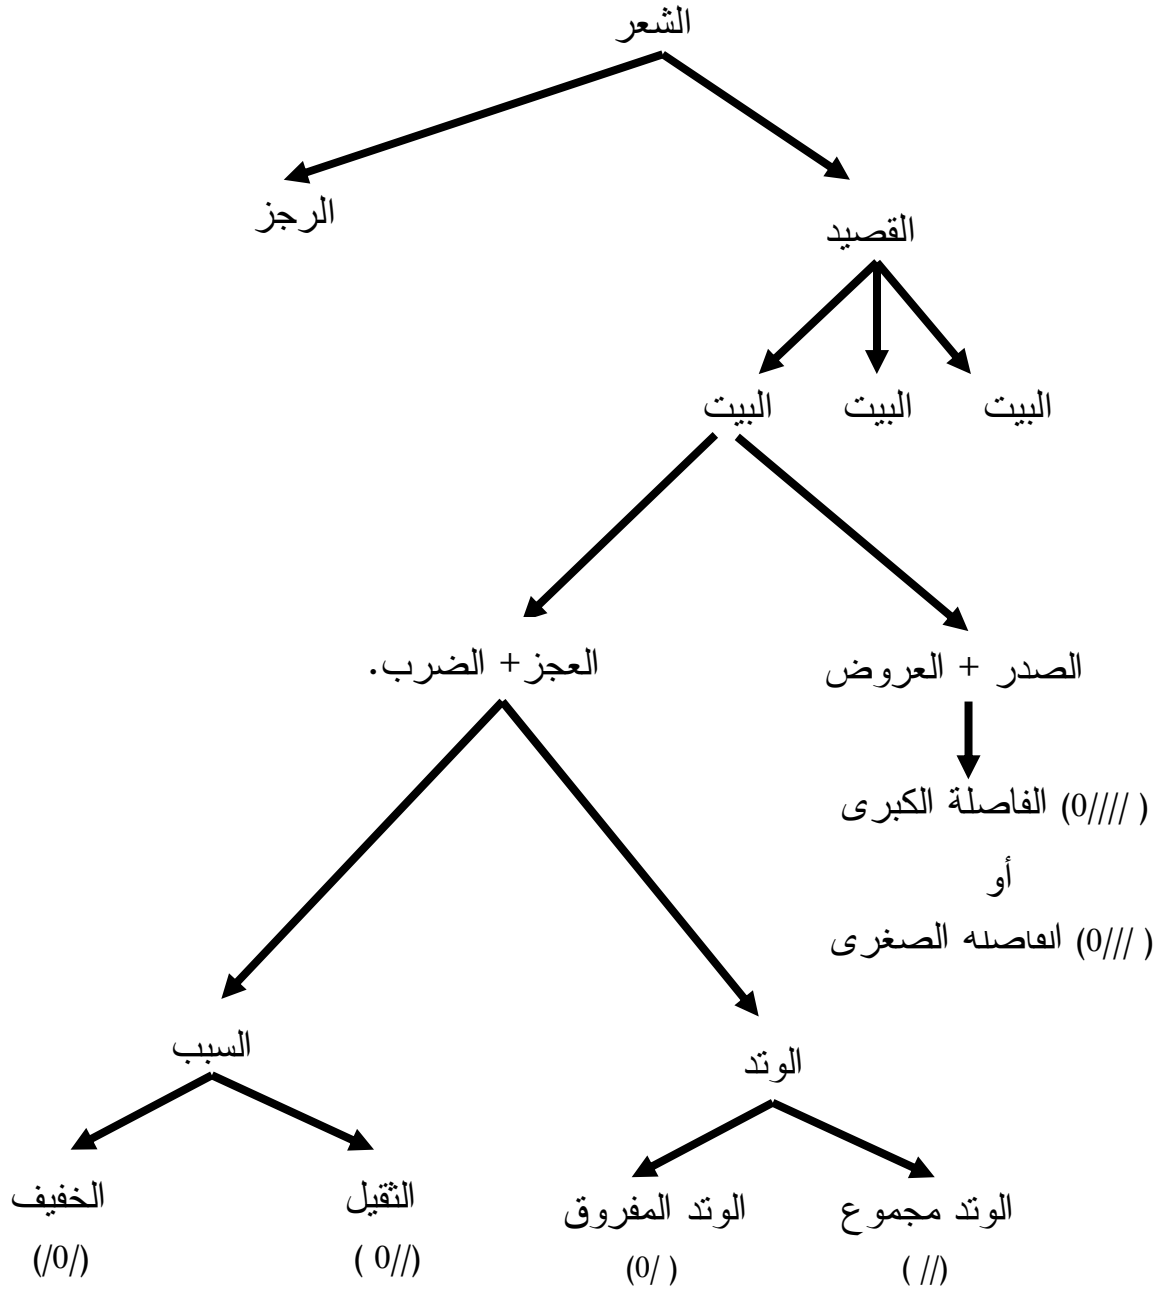 الشعر
الرجز
القصيد
البيت البيت البيت
الصدر + العروض
العجز + الضرب.
( ////0) الفاصلة الكبرى
أو
( ///0) الفاصله الصغرى
السبب
الوتد
الوتد مجموع الوتد المفروق
الثقيل الخفيف
( //)
( /0)
(//0 )
(/0/)